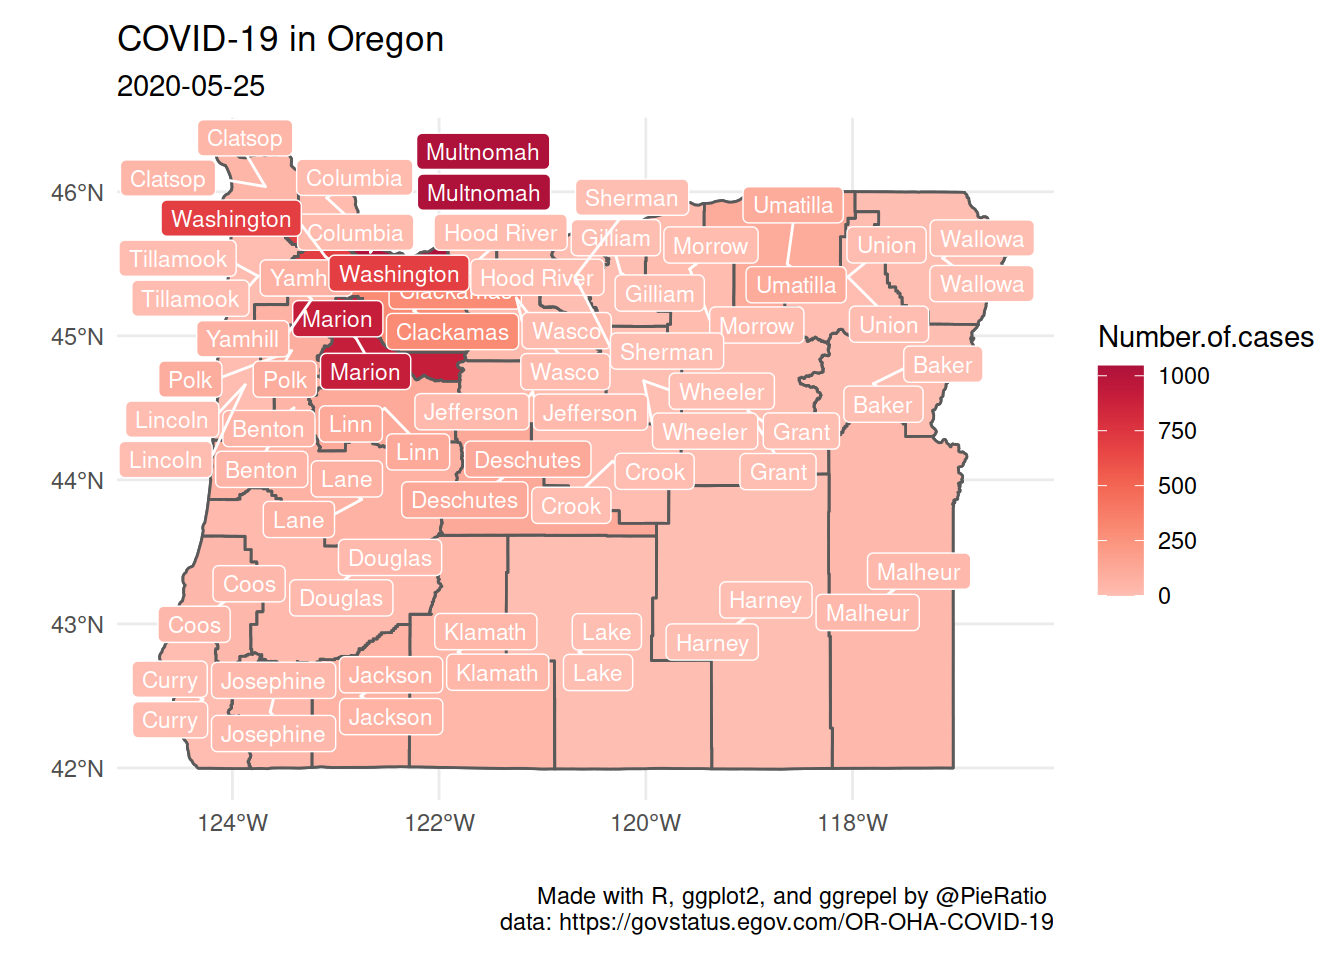 COVID-19 in Oregon
2020-05-25
Clatsop
Multnomah
Clatsop
Columbia
46°N
Multnomah
Sherman
Umatilla
Washington
Columbia
Hood River
Gilliam
Morrow
Union
Wallowa
Tillamook
Yamh
Washington
Hood River
Umatilla
Wallowa
Tillamook
Clackamas
Gilliam
Marion
Clackamas
Wasco
Morrow
Union
45°N
Yamhill
Sherman
Baker
Polk
Polk
Marion
Wasco
Wheeler
Baker
Lincoln
Benton
Linn
Jefferson
Jefferson
Wheeler
Grant
Lincoln
Benton
Linn
Deschutes
Crook
Grant
44°N
Lane
Deschutes
Crook
Lane
Douglas
Malheur
Coos
Douglas
Harney
Malheur
43°N
Coos
Klamath
Lake
Harney
Curry
Josephine
Jackson
Klamath
Lake
Curry
Josephine
Jackson
42°N
124°W
122°W
120°W
118°W
Number.of.cases
1000
750
500
250
0
Made with R, ggplot2, and ggrepel by @PieRatio
data: https://govstatus.egov.com/OR-OHA-COVID-19